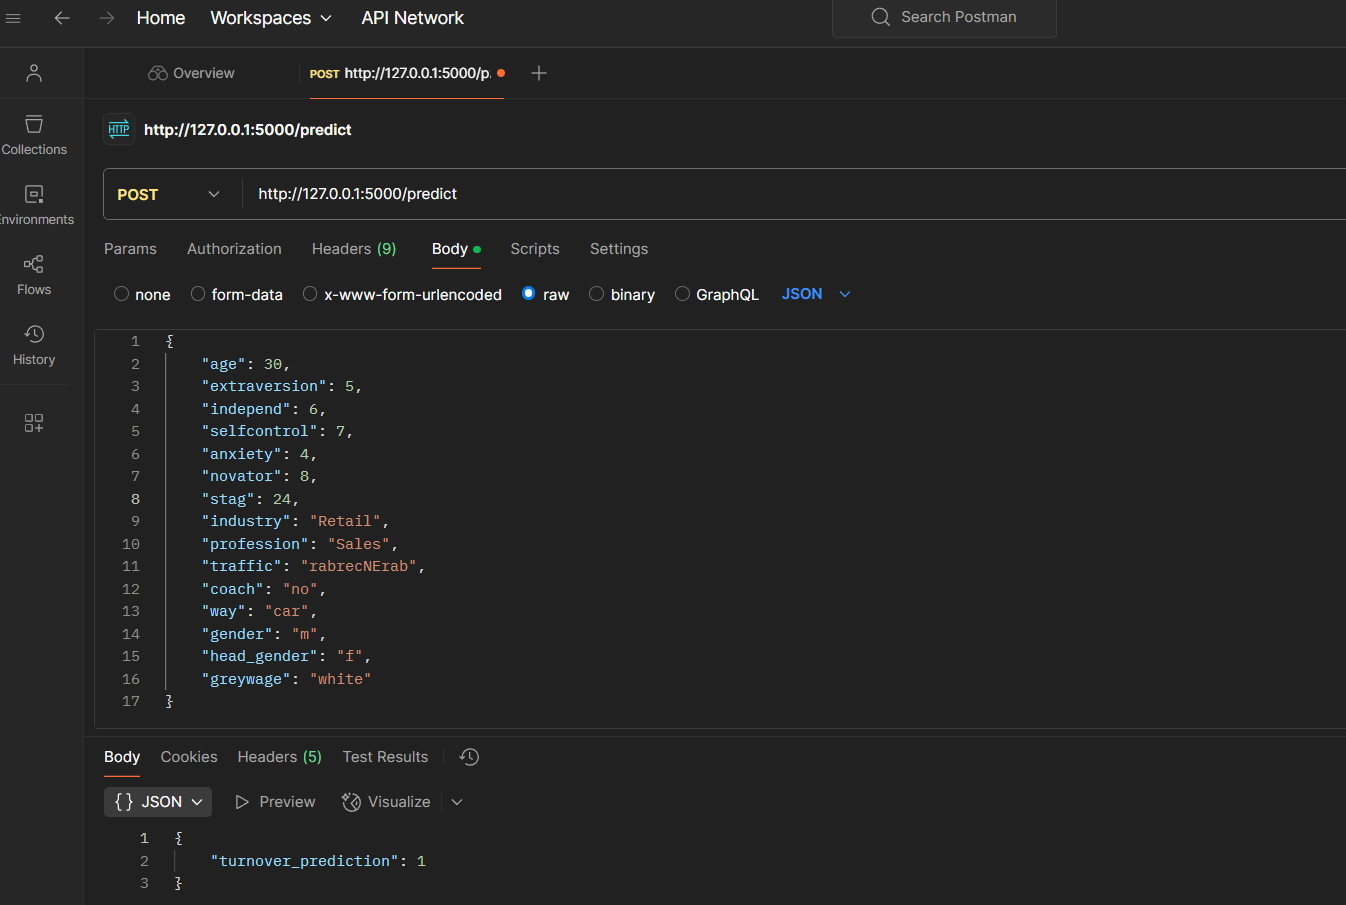 Home Workspaces API Network Search Postman
Overview POST http://127.0.0.1:5000/p.
HTTP http://127.0.0.1:5000/predict
Collections
Environments
Flows
History
POST http://127.0.0.1:5000/predict
Params Authorization Headers (9) Body Scripts Settings
none form-data x-www-form-urlencoded raw binary GraphQL JSON
1 {
2 "age": 30,
3 "extraversion": 5,
4 "independ": 6,
5 "selfcontrol": 7,
6 "anxiety": 4,
7 "novator": 8,
8 "stag": 24,
9 "industry": "Retail",
10 "profession": "Sales",
11 "traffic": "rabrecNErab",
12 "coach": "no",
13 "way": "car",
14 "gender": "m",
15 "head_gender": "f",
16 "greywage": "white"
17 }
Body Cookies Headers (5) Test Results
{} JSON Preview Visualize
1 {
2 "turnover_prediction": 1
3 }